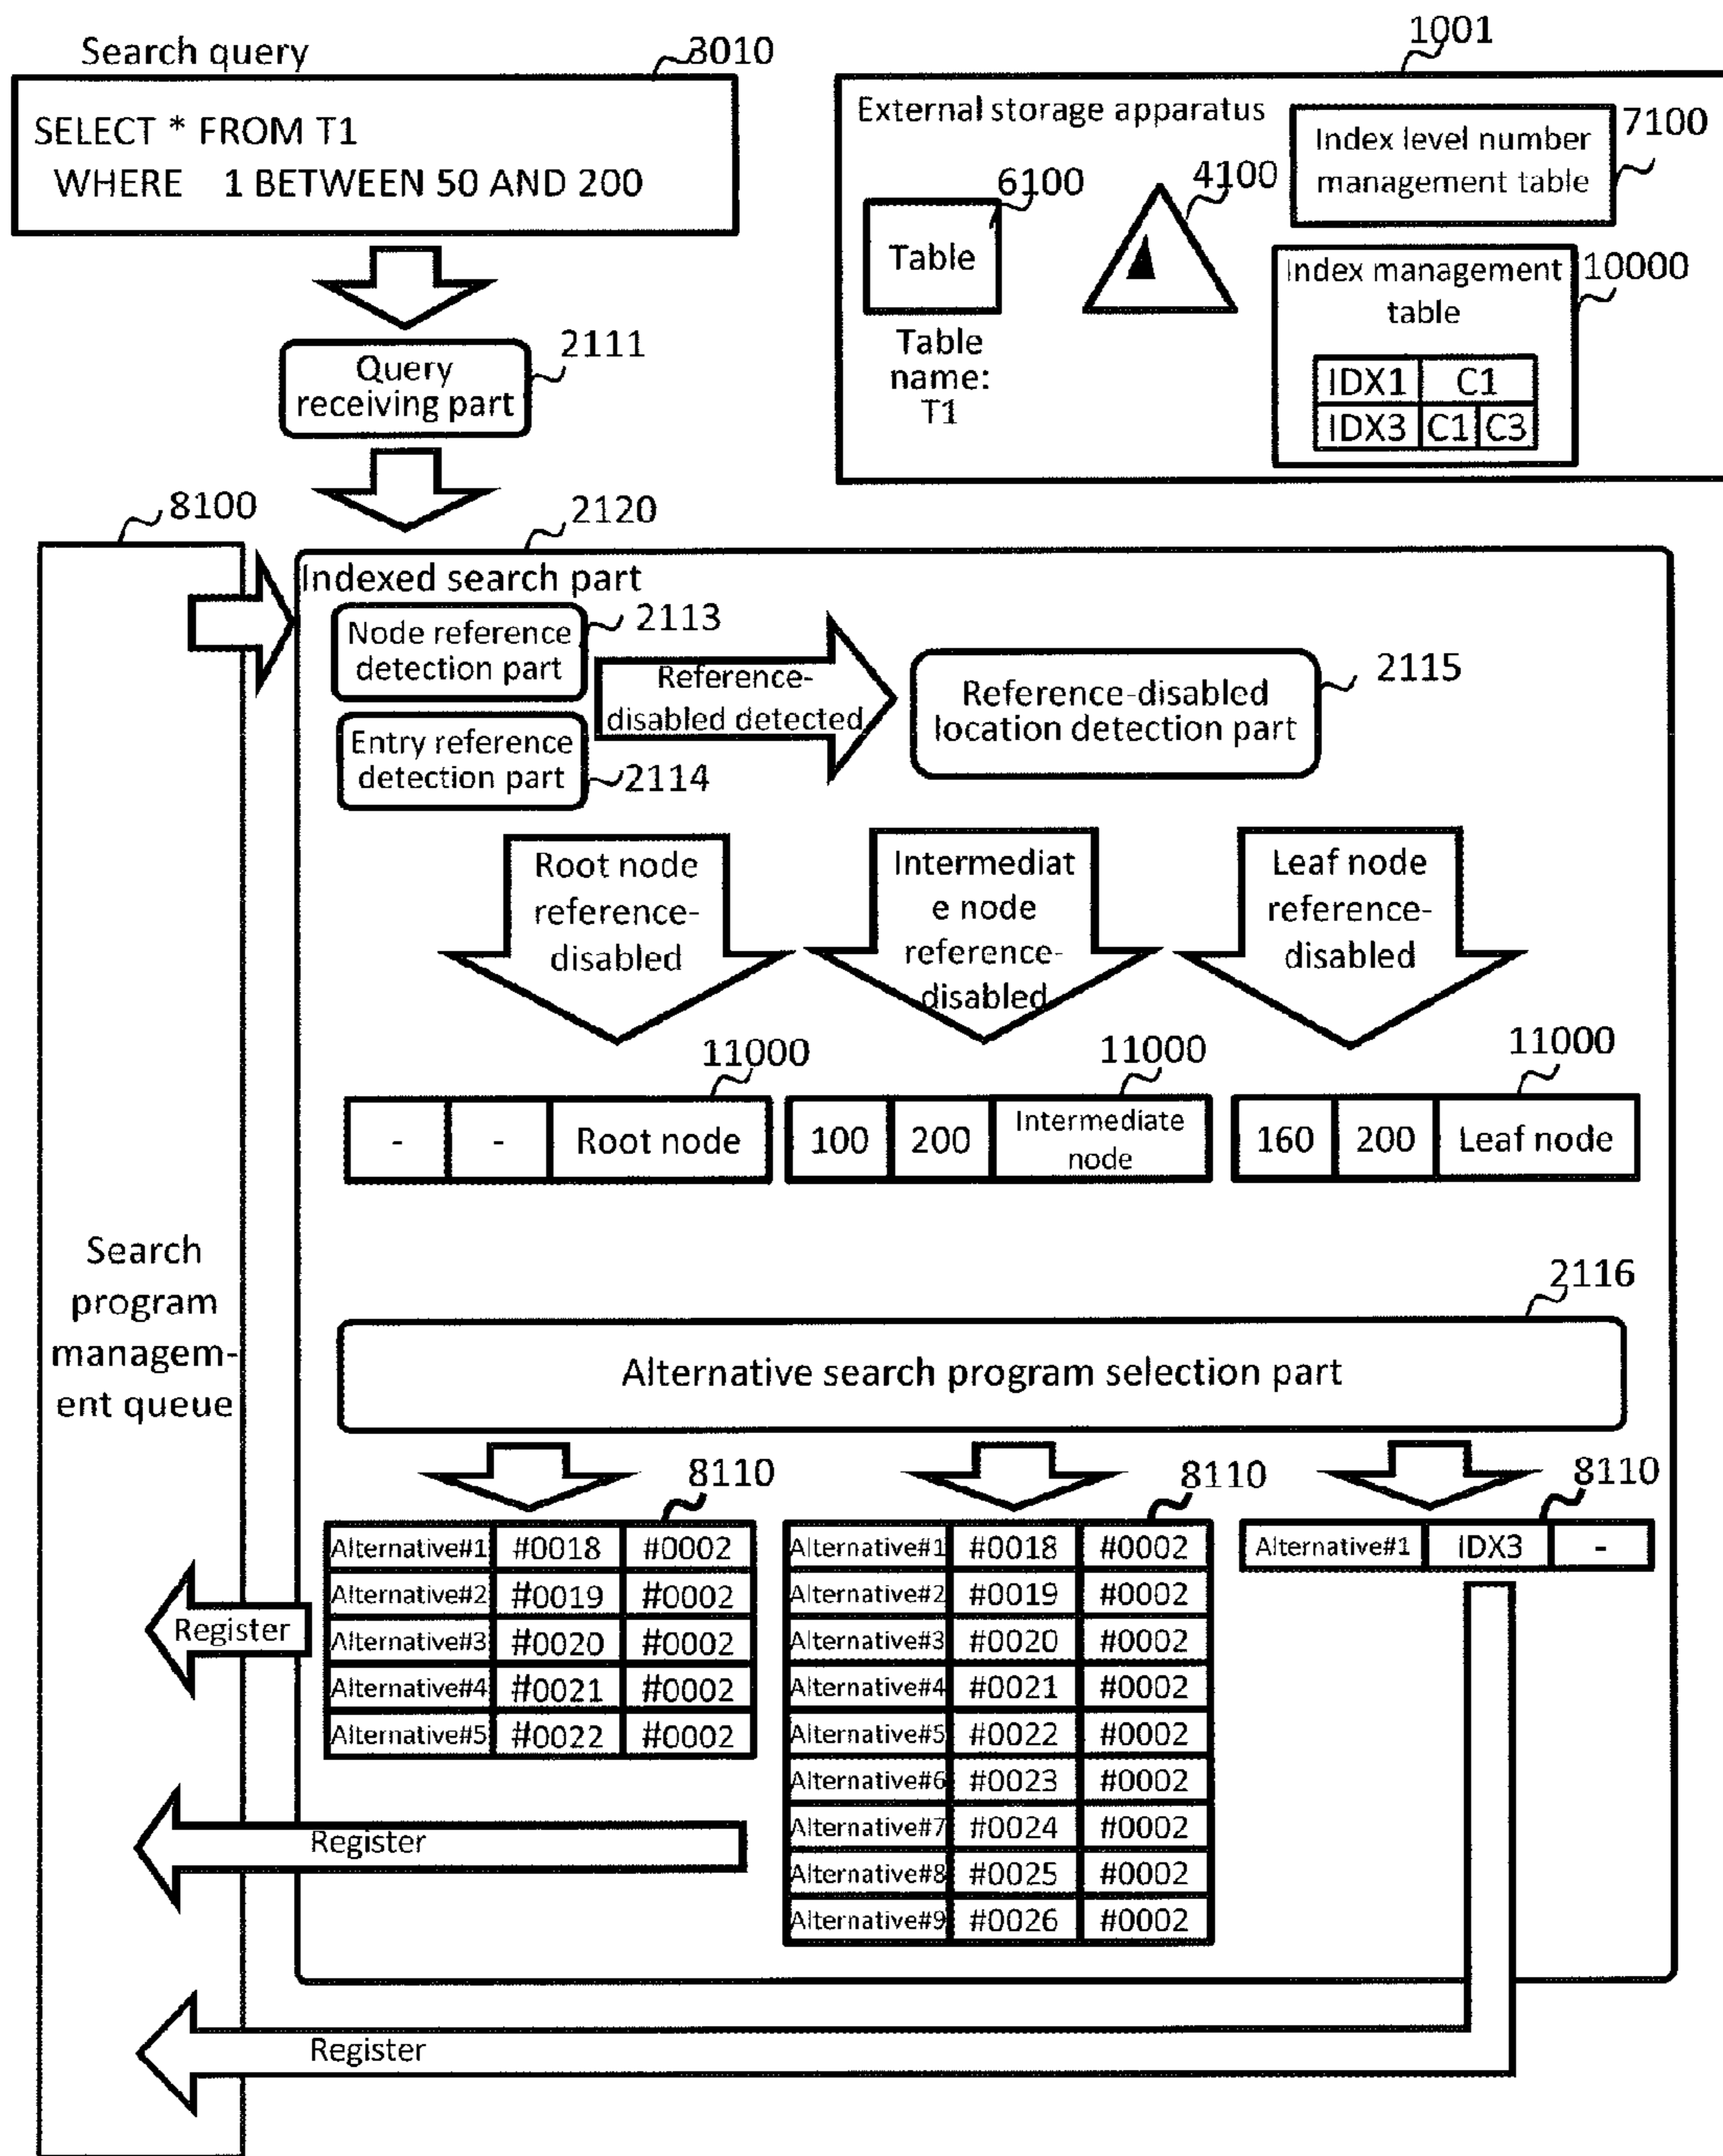 Search query
3010
SELECT * FROM T1
WHERE 1 BETWEEN 50 AND 200
1001
External storage apparatus
6100
Table
Table
name:
T1
4100
Index level number
management table
7100
Index management
table
10000
IDX1 C1
IDX3 C1 C3
Query
receiving part
2111
8100
Search
program
managem-
ent queue
2120
Indexed search part
Node reference
detection part
2113
Entry reference
detection part
2114
Reference-
disabled detected
Reference-disabled
location detection part
2115
Root node
reference-
disabled
Intermediat
e node
reference-
disabled
Leaf node
reference-
disabled
11000
- - Root node
11000
100 200 Intermediate
node
11000
160 200 Leaf node
2116
Alternative search program selection part
8110
Alternative#1 #0018 #0002
Alternative#2 #0019 #0002
Alternative#3 #0020 #0002
Alternative#4 #0021 #0002
Alternative#5 #0022 #0002
8110
Alternative#1 #0018 #0002
Alternative#2 #0019 #0002
Alternative#3 #0020 #0002
Alternative#4 #0021 #0002
Alternative#5 #0022 #0002
Alternative#6 #0023 #0002
Alternative#7 #0024 #0002
Alternative#8 #0025 #0002
Alternative#9 #0026 #0002
8110
Alternative#1 IDX3 -
Register
Register
Register